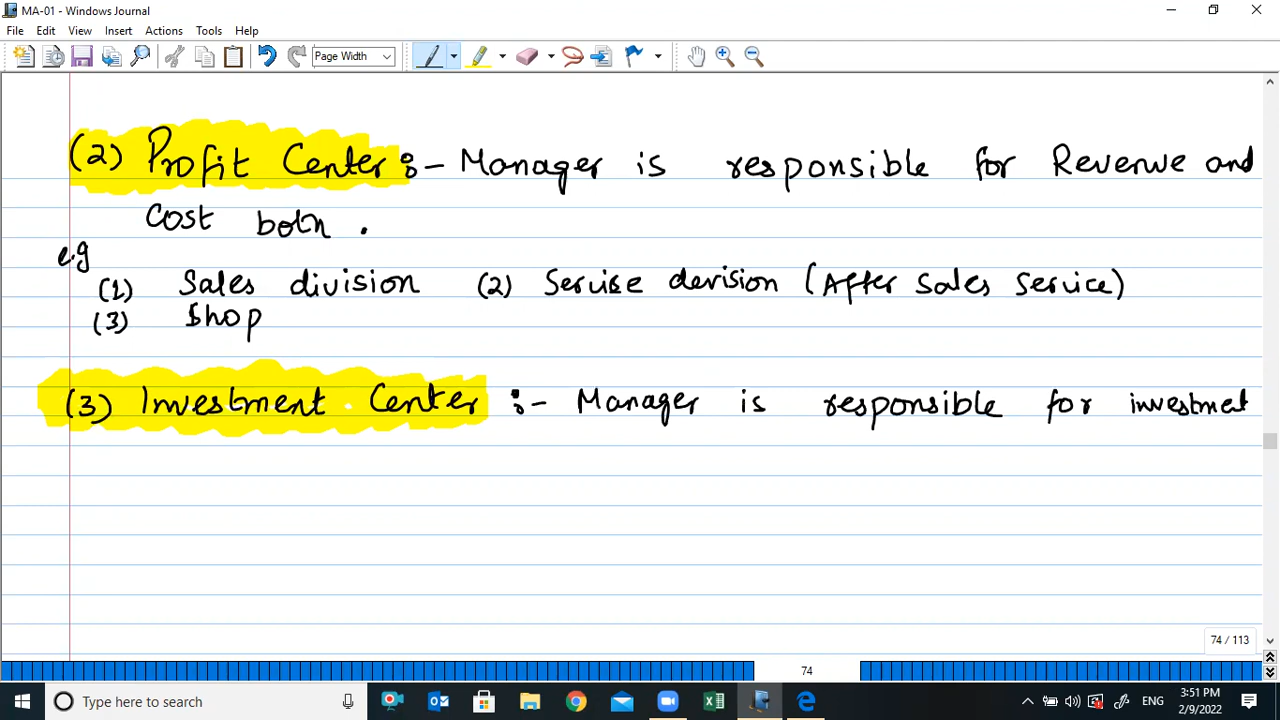 MA-01 - Windows Journal
File Edit View Insert Actions Tools Help
Page Width
(2) Profit Center :- Manager is responsible for Revenue and
Cost both .
e.g
(1) Sales division (2) Service devision (After Sales Service)
(3) Shop
(3) Investment Center :- Manager is responsible for investmet
74 / 113
74
Type here to search
ENG
3:51 PM
2/9/2022